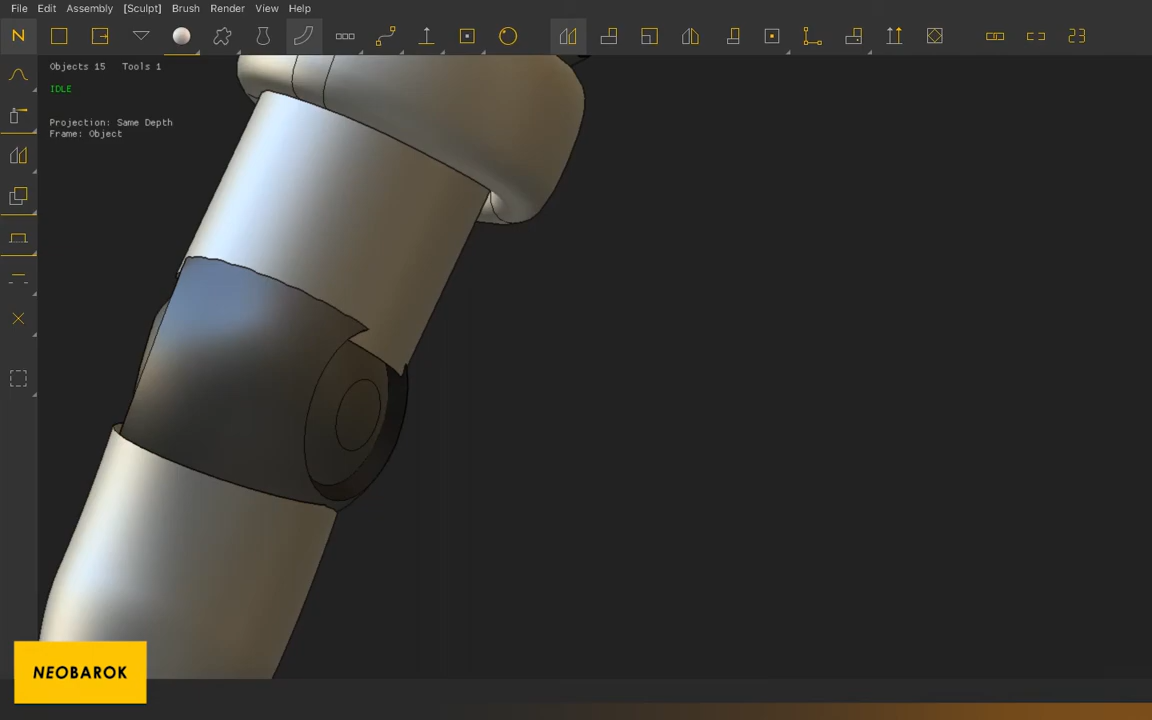 File Edit Assembly [Sculpt] Brush Render View Help
N
23
Objects 15 Tools 1
IDLE
Projection: Same Depth
Frame: Object
NEOBAROK